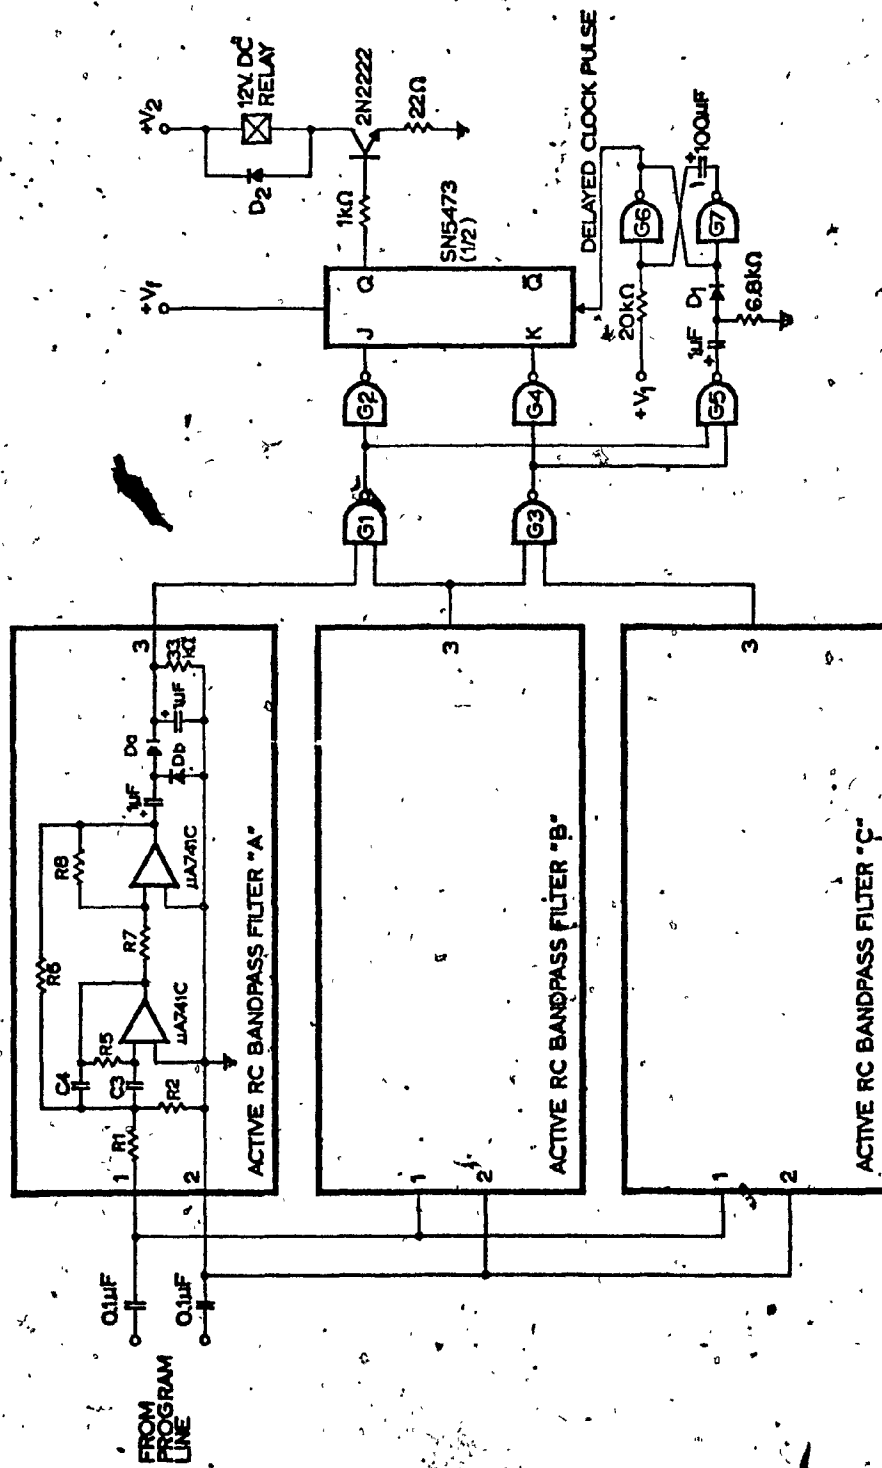 FROM
PROGRAM
LINE
0.1µF
0.1µF
1
2
R1
R2
C3
C4
R5
R6
µA741C
R7
R8
µA741C
1µF
Da
Db
1µF
33
kΩ
3
ACTIVE RC BANDPASS FILTER "A"
1
2
3
ACTIVE RC BANDPASS FILTER "B"
1
2
3
ACTIVE RC BANDPASS FILTER "C"
G1
G2
G3
G4
G5
J
K
Q
Q̅
+V1
SN5473
(1/2)
1kΩ
2N2222
22Ω
D2
12V. DC
RELAY
+V2
DELAYED CLOCK PULSE
+V1
20kΩ
G6
G7
100µF
1µF
D1
6.8kΩ